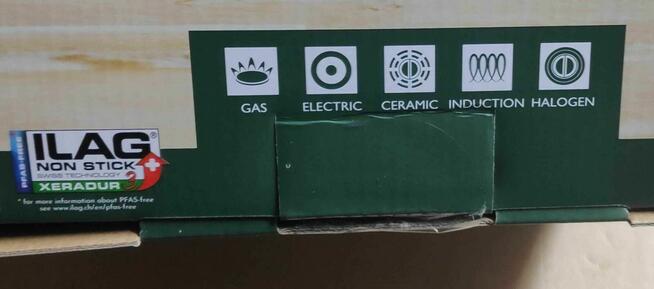 GAS ELECTRIC CERAMIC INDUCTION HALOGEN
PFAS-FREE
ILAG®
NON STICK
SWISS TECHNOLOGY
XERADUR 3
* for more information about PFAS-free
see www.ilag.ch/en/pfas-free